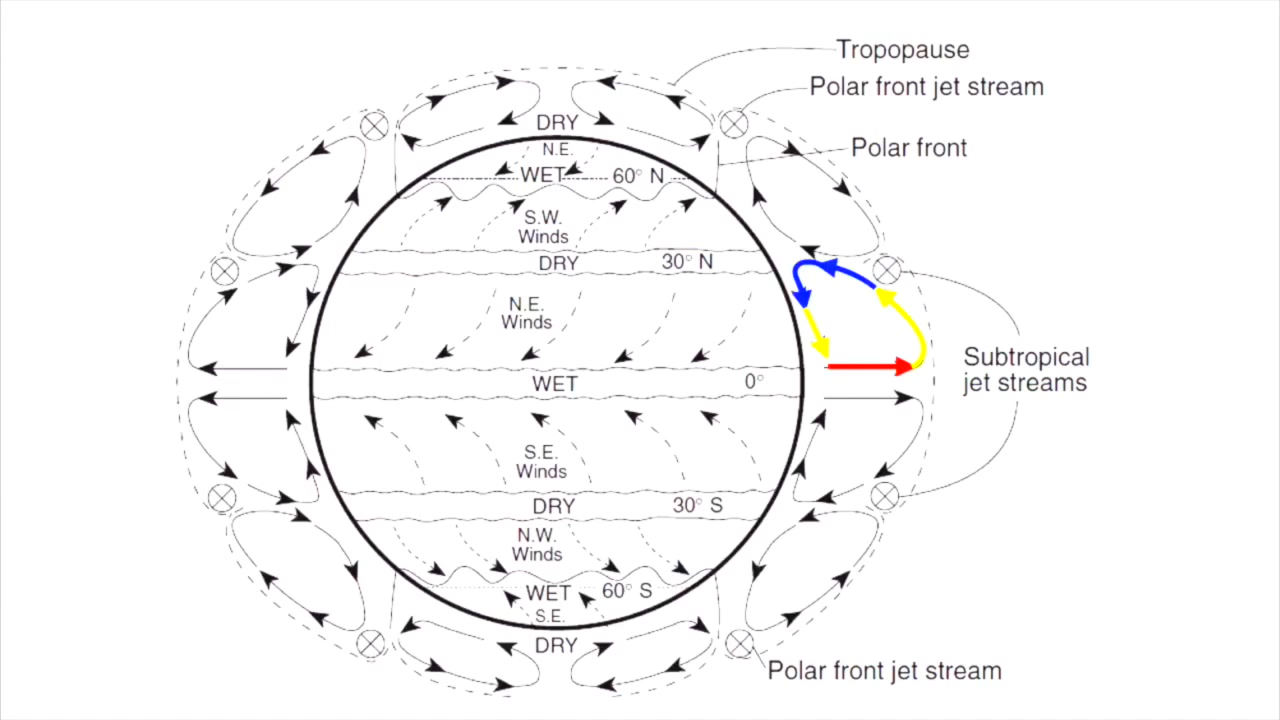 Tropopause
Polar front jet stream
DRY
N.E.
Polar front
WET
60° N
S.W.
Winds
DRY
30° N
N.E.
Winds
Subtropical
jet streams
WET
0°
S.E.
Winds
DRY
30° S
N.W.
Winds
WET
60° S
S.E.
DRY
Polar front jet stream